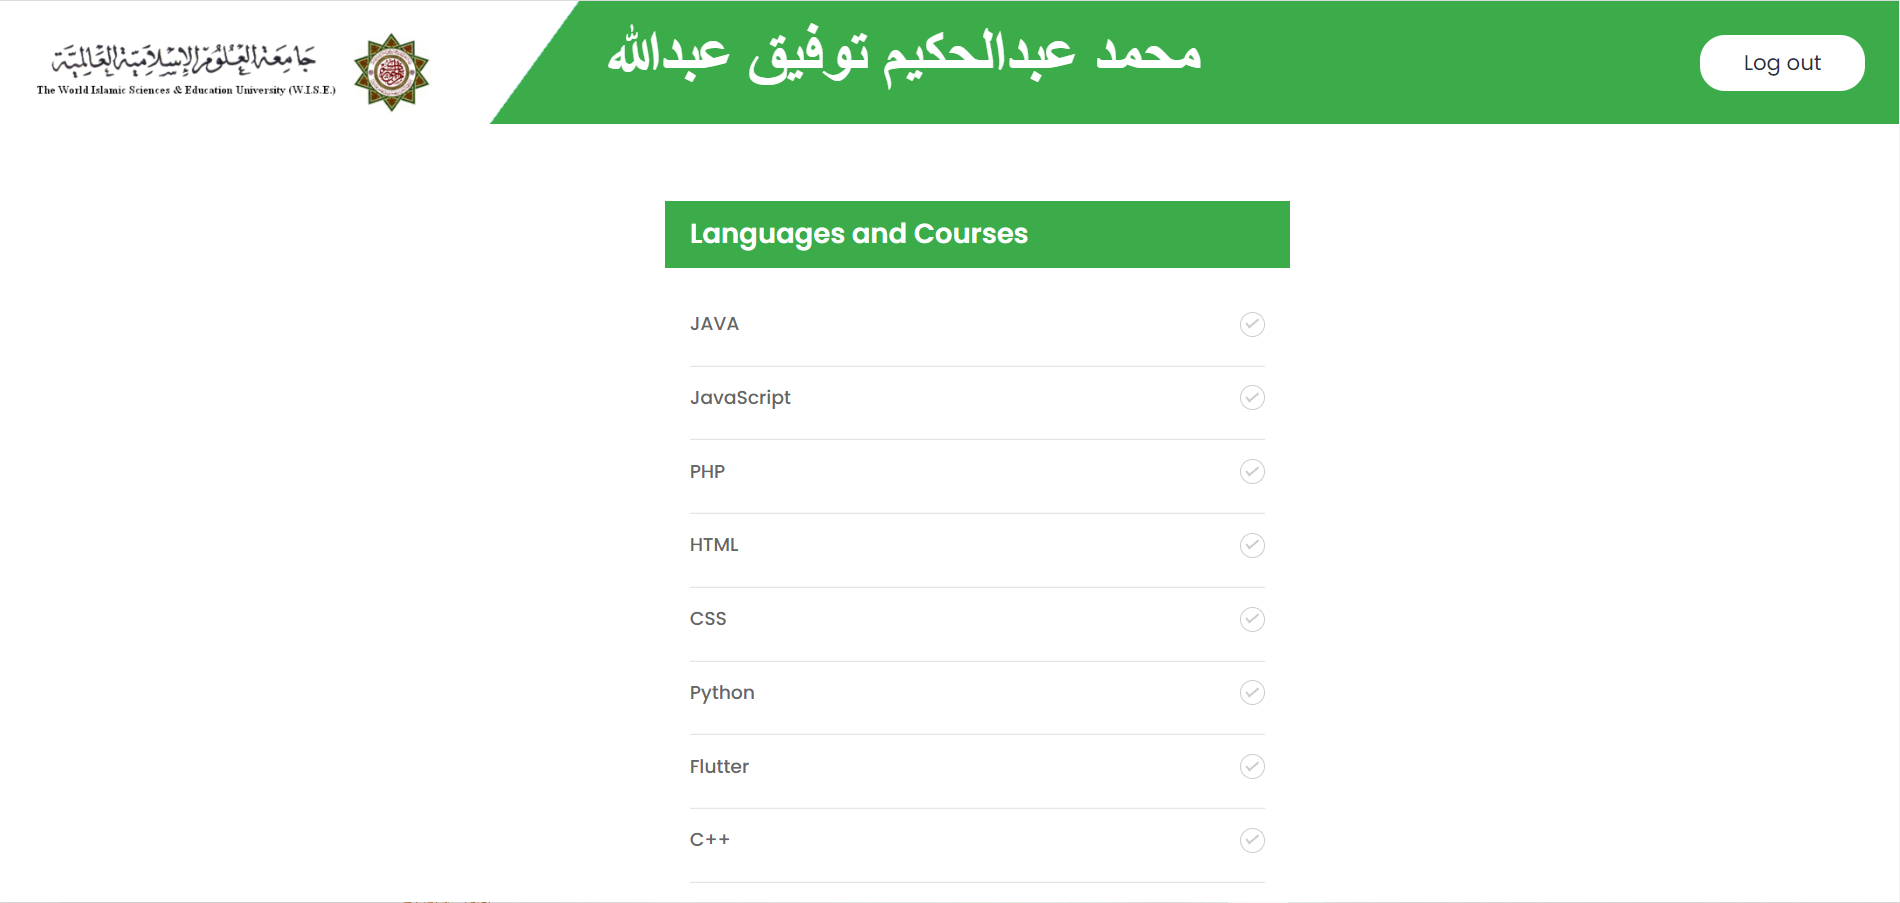 جامعة العلوم الإسلامية العالمية
The World Islamic Sciences & Education University (W.I.S.E.)
محمد عبدالحكيم توفيق عبدالله
Log out
Languages and Courses
JAVA
JavaScript
PHP
HTML
CSS
Python
Flutter
C++